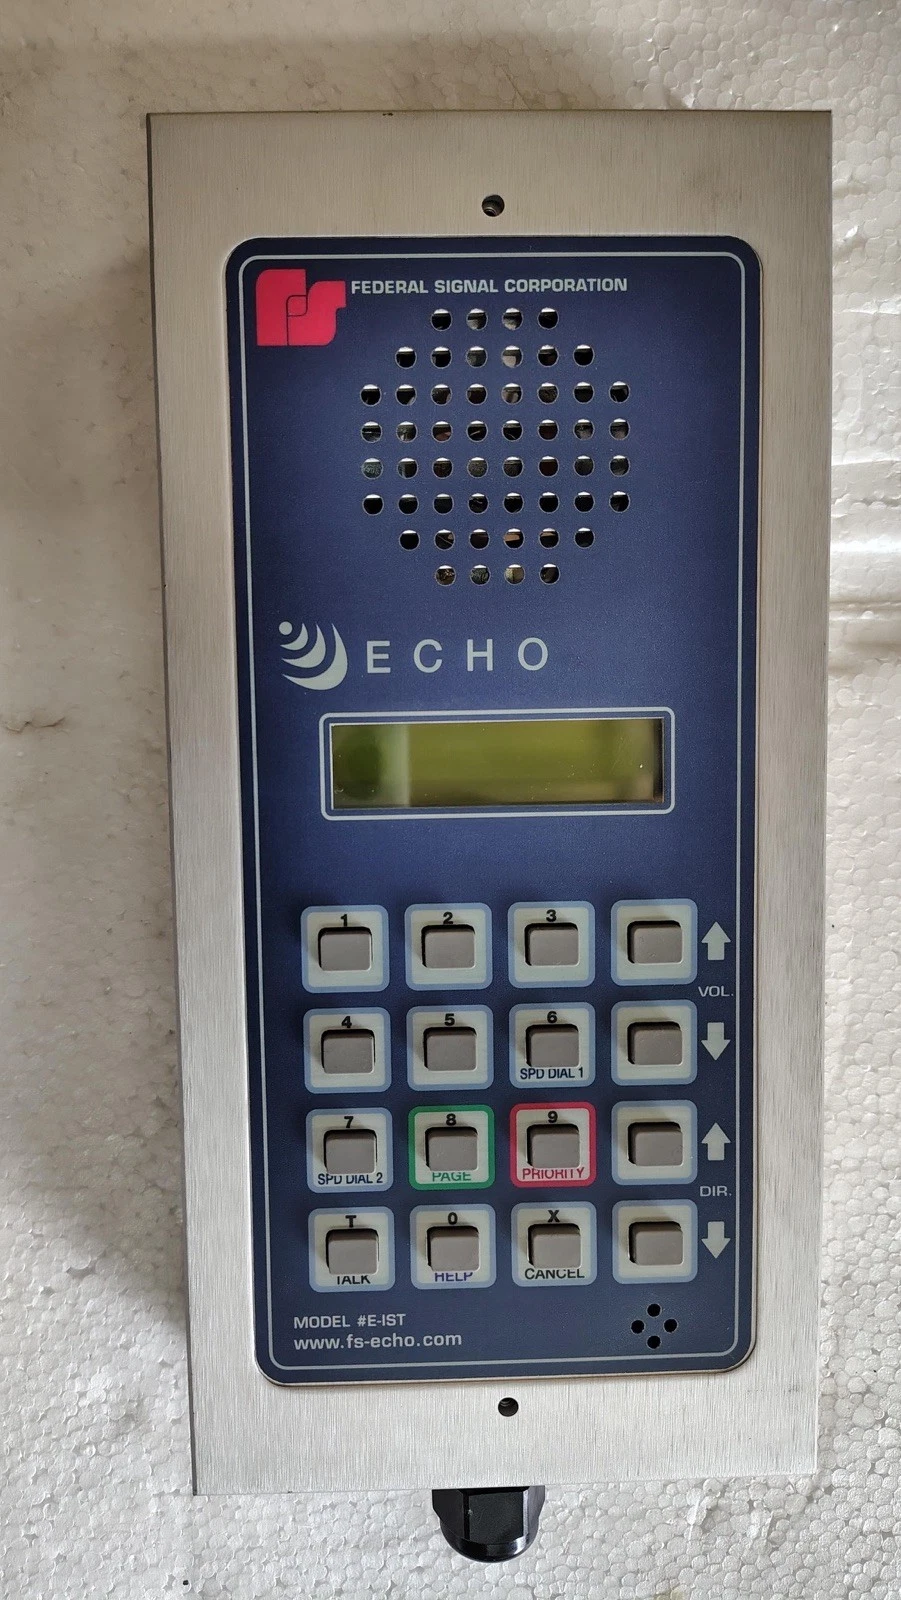 FS FEDERAL SIGNAL CORPORATION
ECHO
1 2 3
VOL.
4 5 6
SPD DIAL 1
7 8 9
SPD DIAL 2 PAGE PRIORITY
DIR.
T 0 X
TALK HELP CANCEL
MODEL #E-IST
www.fs-echo.com